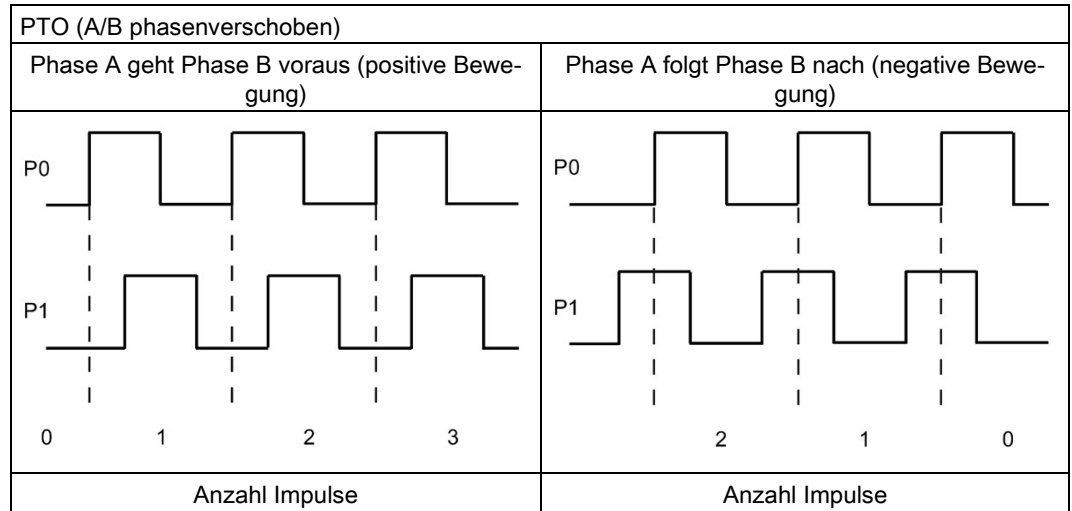 PTO (A/B phasenverschoben)
Phase A geht Phase B voraus (positive Bewe-
gung)
Phase A folgt Phase B nach (negative Bewe-
gung)
P0
P1
0 1 2 3
P0
P1
2 1 0
Anzahl Impulse
Anzahl Impulse